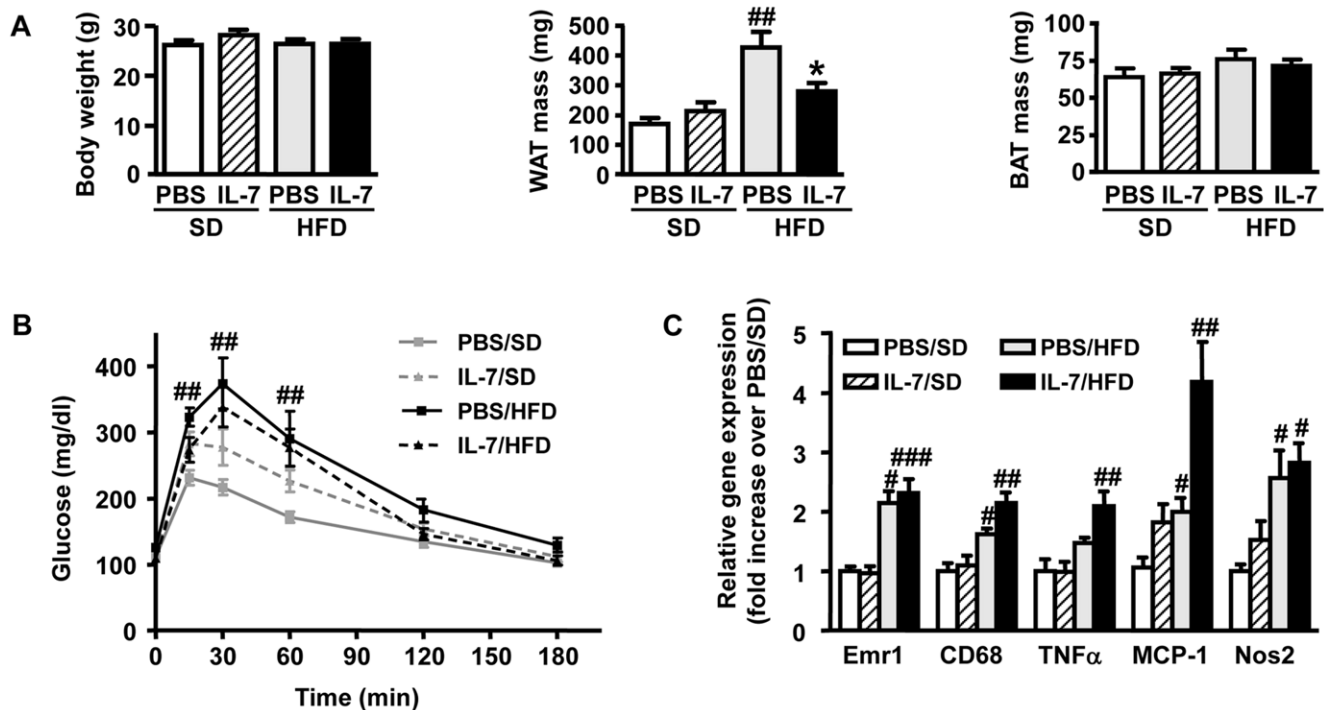 A
Body weight (g)
30
20
10
0
PBS IL-7 PBS IL-7
SD HFD
WAT mass (mg)
500
400
300
200
100
0
##
*
PBS IL-7 PBS IL-7
SD HFD
BAT mass (mg)
100
75
50
25
0
PBS IL-7 PBS IL-7
SD HFD
B
Glucose (mg/dl)
400
300
200
100
0
##
##
##
PBS/SD
IL-7/SD
PBS/HFD
IL-7/HFD
0 30 60 90 120 150 180
Time (min)
C
Relative gene expression
(fold increase over PBS/SD)
5
4
3
2
1
0
PBS/SD PBS/HFD
IL-7/SD IL-7/HFD
# ###
# ##
##
# ##
# #
Emr1 CD68 TNFα MCP-1 Nos2